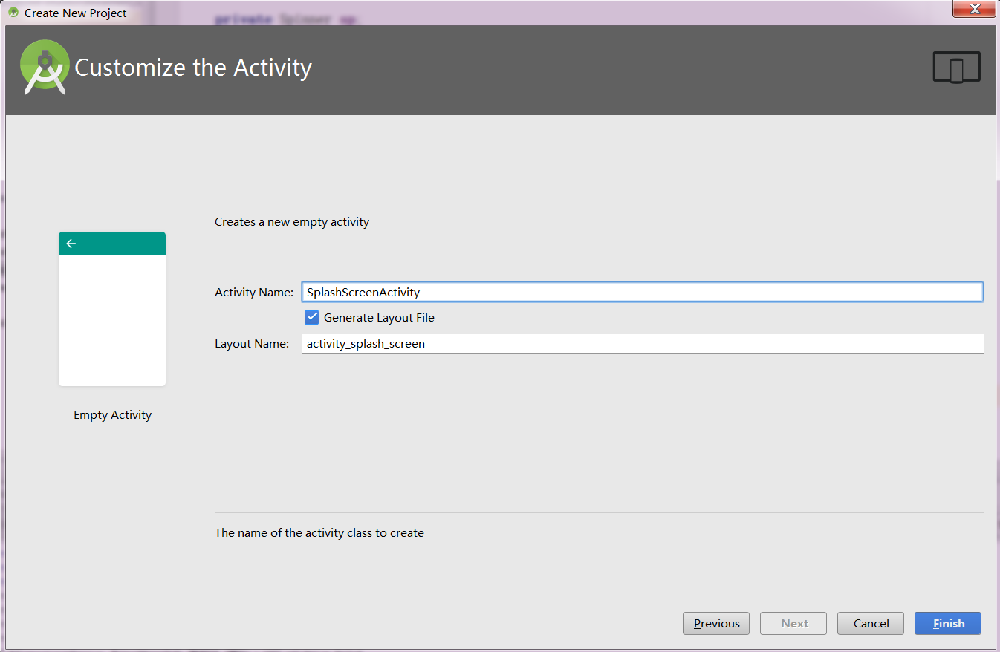 Create New Project
private Spinner sp;
Customize the Activity
Creates a new empty activity
Activity Name: SplashScreenActivity
Generate Layout File
Layout Name: activity_splash_screen
Empty Activity
The name of the activity class to create
Previous Next Cancel Finish